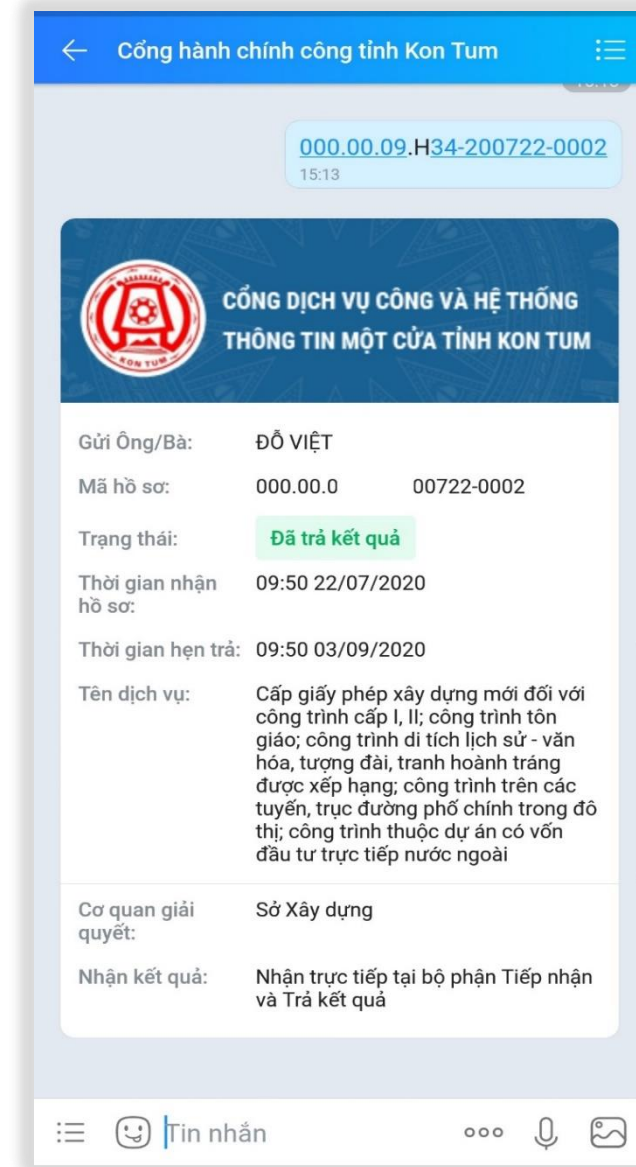 Cổng hành chính công tỉnh Kon Tum
000.00.09.H34-200722-0002
15:13
KON TUM
CỔNG DỊCH VỤ CÔNG VÀ HỆ THỐNG
THÔNG TIN MỘT CỬA TỈNH KON TUM
Gửi Ông/Bà: ĐỖ VIỆT
Mã hồ sơ: 000.00.0 00722-0002
Trạng thái: Đã trả kết quả
Thời gian nhận 09:50 22/07/2020
hồ sơ:
Thời gian hẹn trả: 09:50 03/09/2020
Tên dịch vụ: Cấp giấy phép xây dựng mới đối với
công trình cấp I, II; công trình tôn
giáo; công trình di tích lịch sử - văn
hóa, tượng đài, tranh hoành tráng
được xếp hạng; công trình trên các
tuyến, trục đường phố chính trong đô
thị; công trình thuộc dự án có vốn
đầu tư trực tiếp nước ngoài
Cơ quan giải Sở Xây dựng
quyết:
Nhận kết quả: Nhận trực tiếp tại bộ phận Tiếp nhận
và Trả kết quả
Tin nhắn